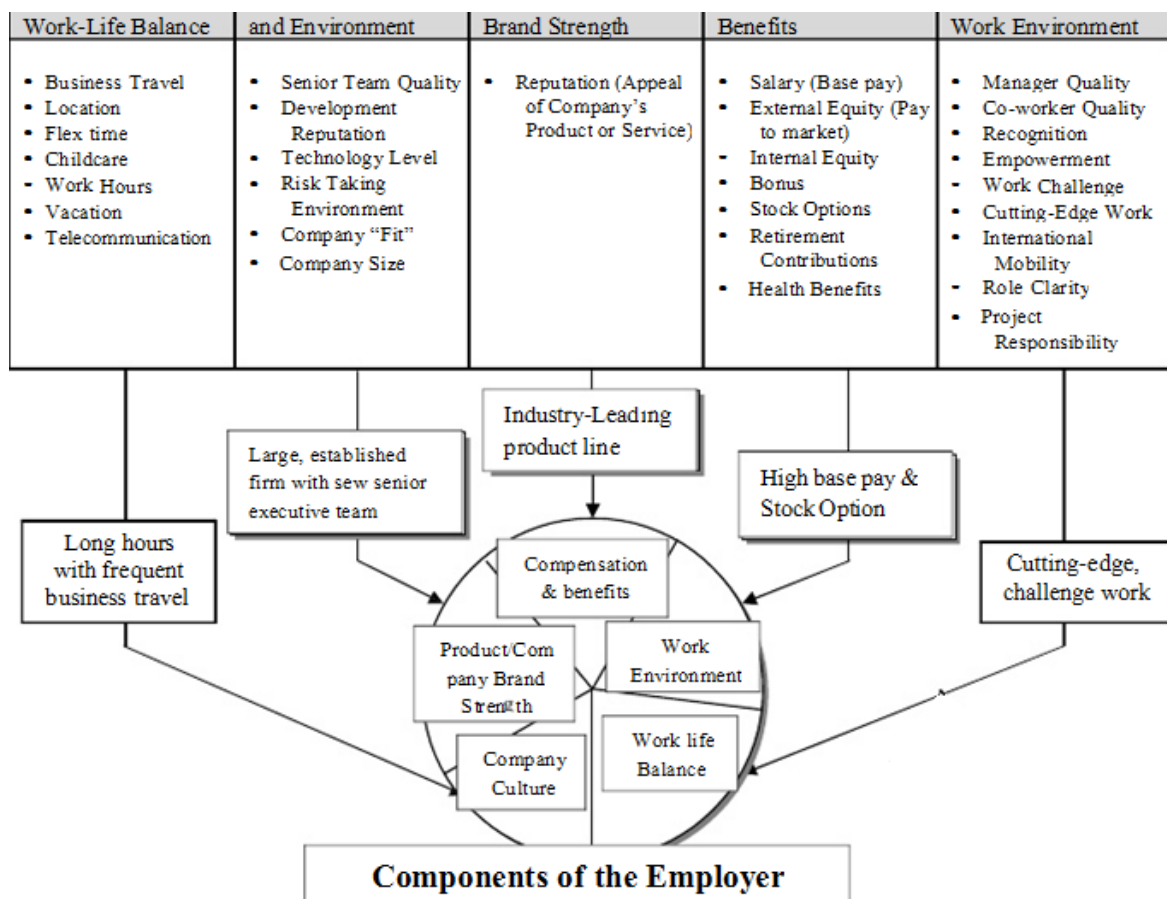 Work-Life Balance
and Environment
Brand Strength
Benefits
Work Environment
• Business Travel
• Location
• Flex time
• Childcare
• Work Hours
• Vacation
• Telecommunication
• Senior Team Quality
• Development
Reputation
• Technology Level
• Risk Taking
Environment
• Company “Fit”
• Company Size
• Reputation (Appeal
of Company’s
Product or Service)
• Salary (Base pay)
• External Equity (Pay
to market)
• Internal Equity
• Bonus
• Stock Options
• Retirement
Contributions
• Health Benefits
• Manager Quality
• Co-worker Quality
• Recognition
• Empowerment
• Work Challenge
• Cutting-Edge Work
• International
Mobility
• Role Clarity
• Project
Responsibility
Industry-Leading
product line
Large, established
firm with sew senior
executive team
High base pay &
Stock Option
Long hours
with frequent
business travel
Cutting-edge,
challenge work
Compensation
& benefits
Product/Com
pany Brand
Strength
Work
Environment
Company
Culture
Work life
Balance
Components of the Employer